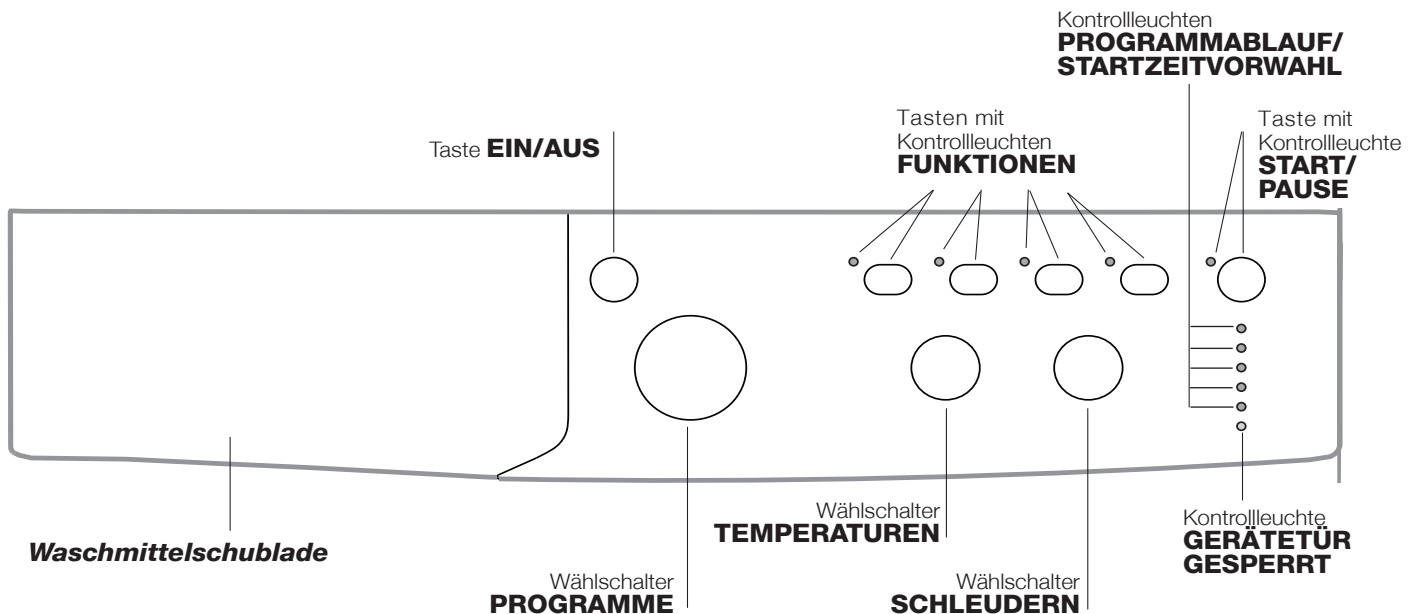 Kontrollleuchten
PROGRAMMABLAUF/
STARTZEITVORWAHL
Taste EIN/AUS
Tasten mit
Kontrollleuchten
FUNKTIONEN
Taste mit
Kontrollleuchte
START/
PAUSE
Waschmittelschublade
Wählschalter
PROGRAMME
Wählschalter
TEMPERATUREN
Wählschalter
SCHLEUDERN
Kontrollleuchte
GERÄTETÜR
GESPERRT